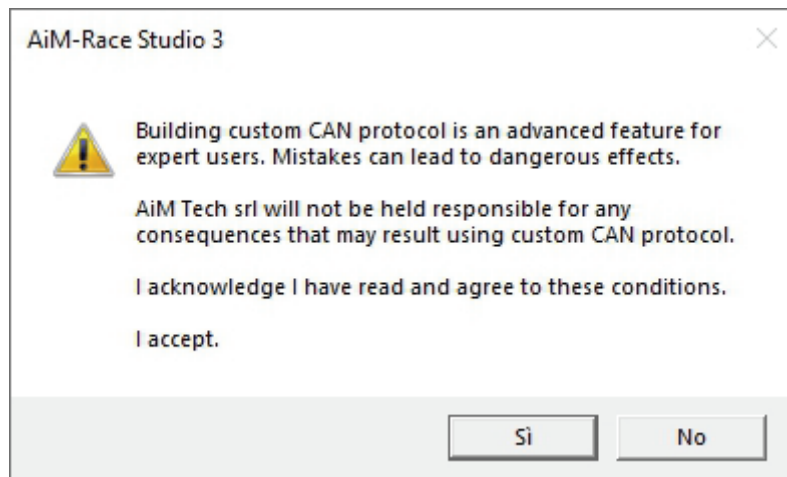 AiM-Race Studio 3
Building custom CAN protocol is an advanced feature for
expert users. Mistakes can lead to dangerous effects.
AiM Tech srl will not be held responsible for any
consequences that may result using custom CAN protocol.
I acknowledge I have read and agree to these conditions.
I accept.
Sì
No